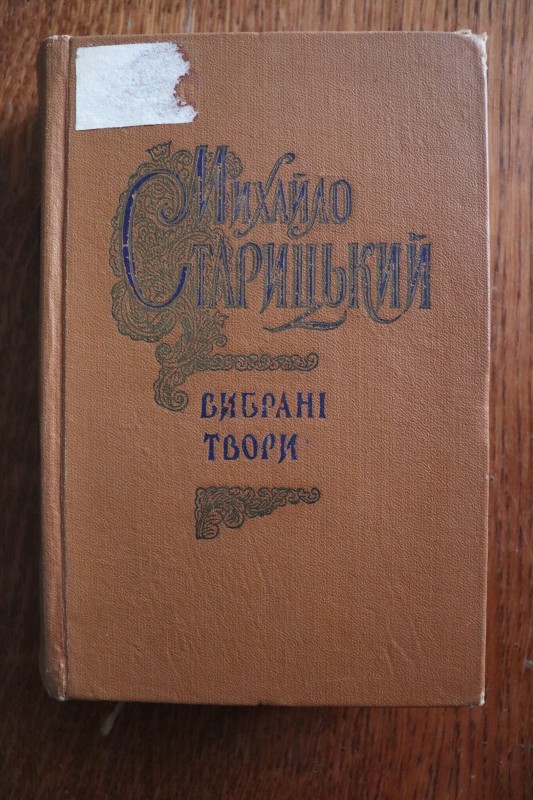 Михайло
Старицький
Вибрані
твори